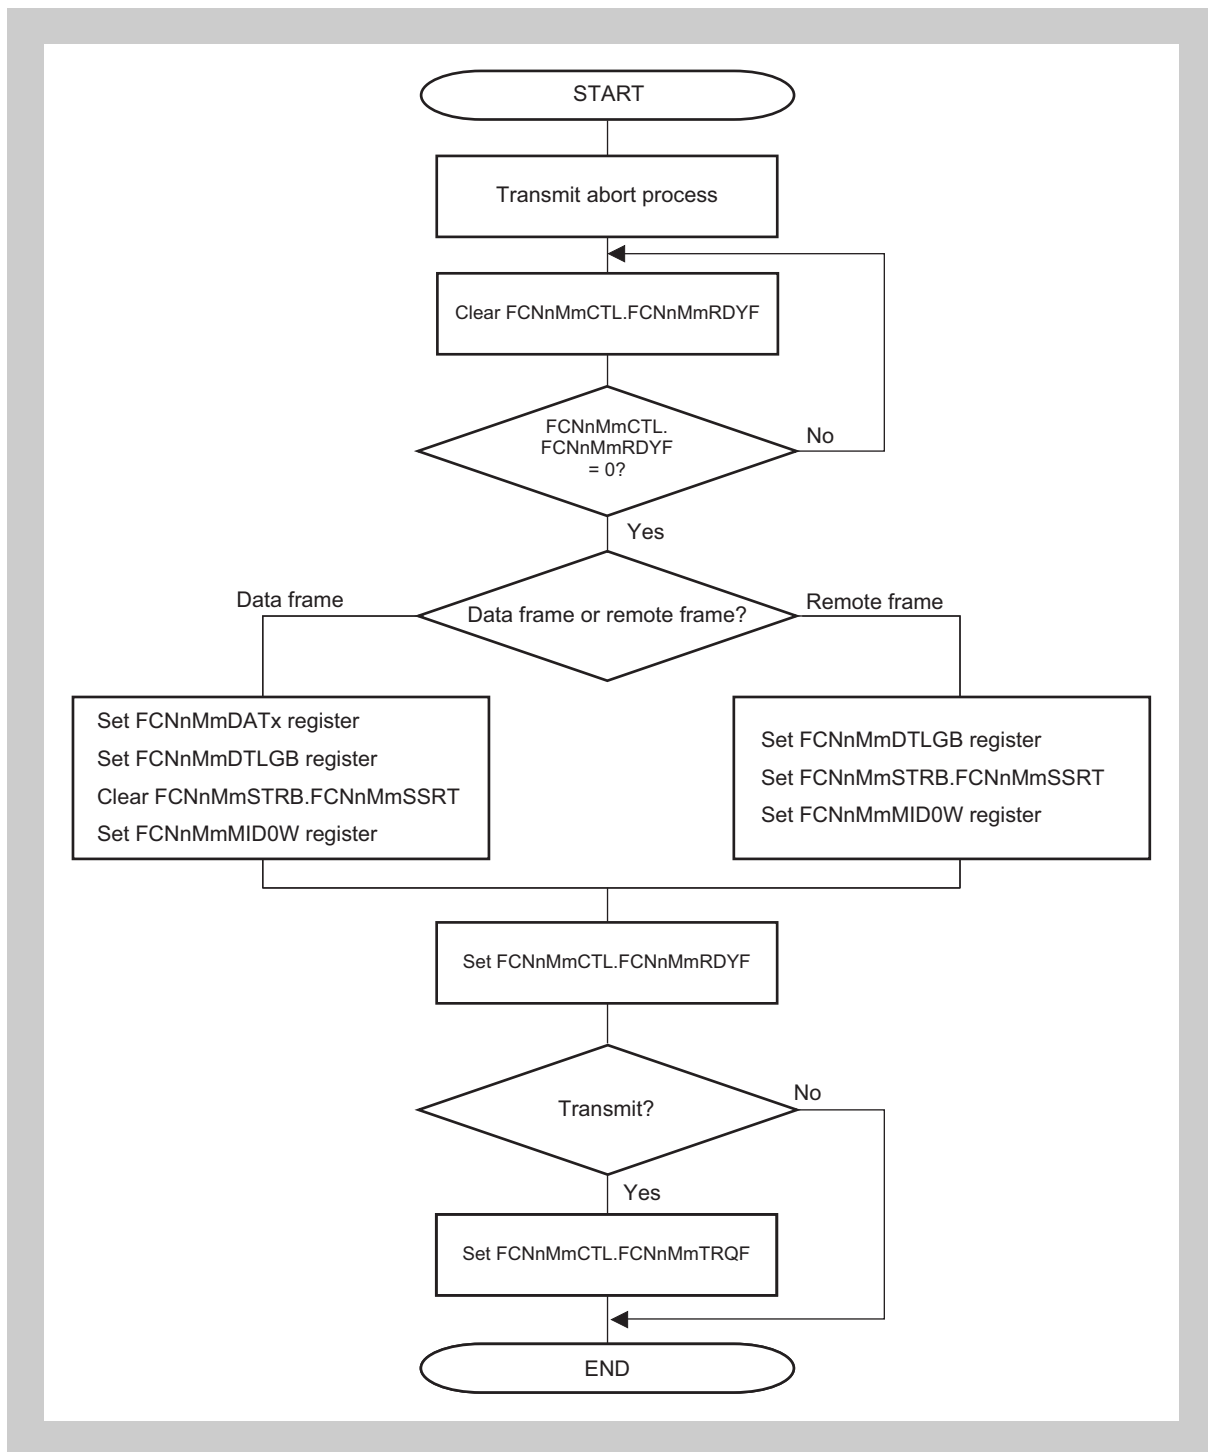 START
Transmit abort process
Clear FCNnMmCTL.FCNnMmRDYF
FCNnMmCTL.
FCNnMmRDYF
= 0?
No
Yes
Data frame or remote frame?
Data frame
Remote frame
Set FCNnMmDATx register
Set FCNnMmDTLGB register
Clear FCNnMmSTRB.FCNnMmSSRT
Set FCNnMmMID0W register
Set FCNnMmDTLGB register
Set FCNnMmSTRB.FCNnMmSSRT
Set FCNnMmMID0W register
Set FCNnMmCTL.FCNnMmRDYF
Transmit?
No
Yes
Set FCNnMmCTL.FCNnMmTRQF
END